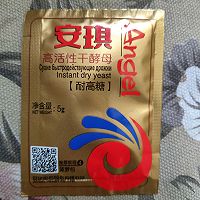 安琪
Angel
高活性干酵母
Сухие быстродействующие дрожжи
Instant dry yeast
【耐高糖】
净含量:
NET WEIGHT: 5g